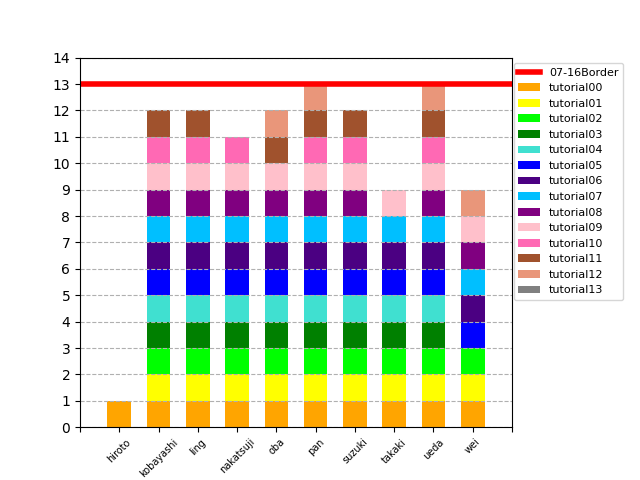 14
13
12
11
10
9
8
7
6
5
4
3
2
1
0
hiroto
kobayashi
ling
nakatsuji
oba
pan
suzuki
takaki
ueda
wei
07-16Border
tutorial00
tutorial01
tutorial02
tutorial03
tutorial04
tutorial05
tutorial06
tutorial07
tutorial08
tutorial09
tutorial10
tutorial11
tutorial12
tutorial13